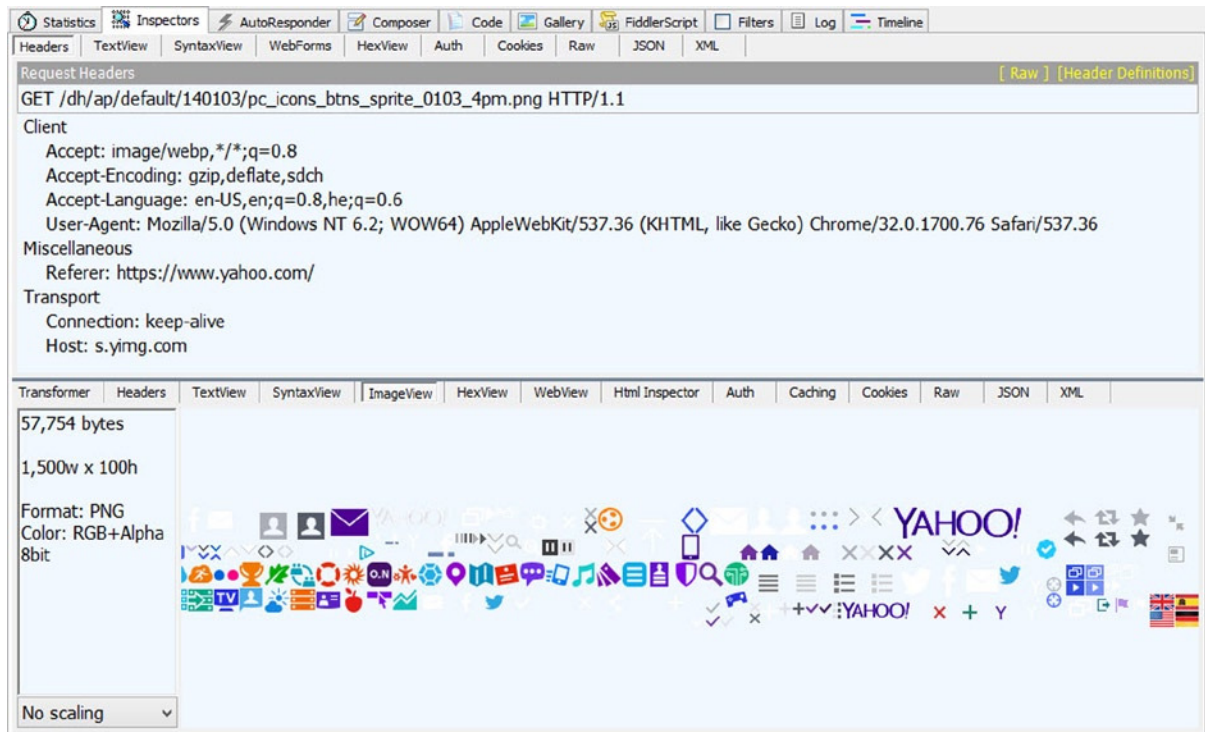 Statistics Inspectors AutoResponder Composer Code Gallery FiddlerScript Filters Log Timeline
Headers TextView SyntaxView WebForms HexView Auth Cookies Raw JSON XML
Request Headers [ Raw ] [Header Definitions]
GET /dh/ap/default/140103/pc_icons_btns_sprite_0103_4pm.png HTTP/1.1
Client
Accept: image/webp,*/*;q=0.8
Accept-Encoding: gzip,deflate,sdch
Accept-Language: en-US,en;q=0.8,he;q=0.6
User-Agent: Mozilla/5.0 (Windows NT 6.2; WOW64) AppleWebKit/537.36 (KHTML, like Gecko) Chrome/32.0.1700.76 Safari/537.36
Miscellaneous
Referer: https://www.yahoo.com/
Transport
Connection: keep-alive
Host: s.yimg.com
Transformer Headers TextView SyntaxView ImageView HexView WebView Html Inspector Auth Caching Cookies Raw JSON XML
57,754 bytes
1,500w x 100h
Format: PNG
Color: RGB+Alpha
8bit
YAHOO!
YAHOO!
O.N
TV
YAHOO!
Y
No scaling